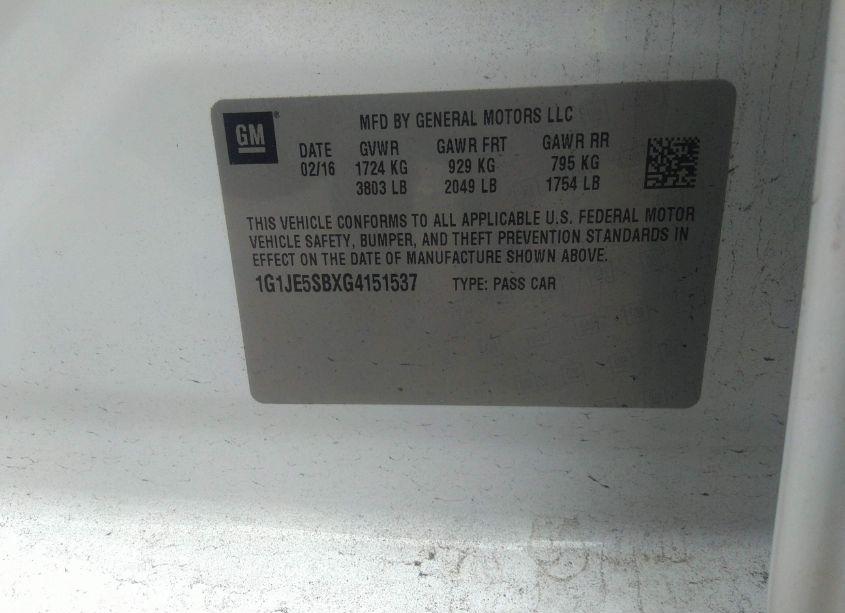 GM ®
MFD BY GENERAL MOTORS LLC
DATE GVWR GAWR FRT GAWR RR
02/16 1724 KG 929 KG 795 KG
3803 LB 2049 LB 1754 LB
THIS VEHICLE CONFORMS TO ALL APPLICABLE U.S. FEDERAL MOTOR
VEHICLE SAFETY, BUMPER, AND THEFT PREVENTION STANDARDS IN
EFFECT ON THE DATE OF MANUFACTURE SHOWN ABOVE.
1G1JE5SBXG4151537 TYPE: PASS CAR